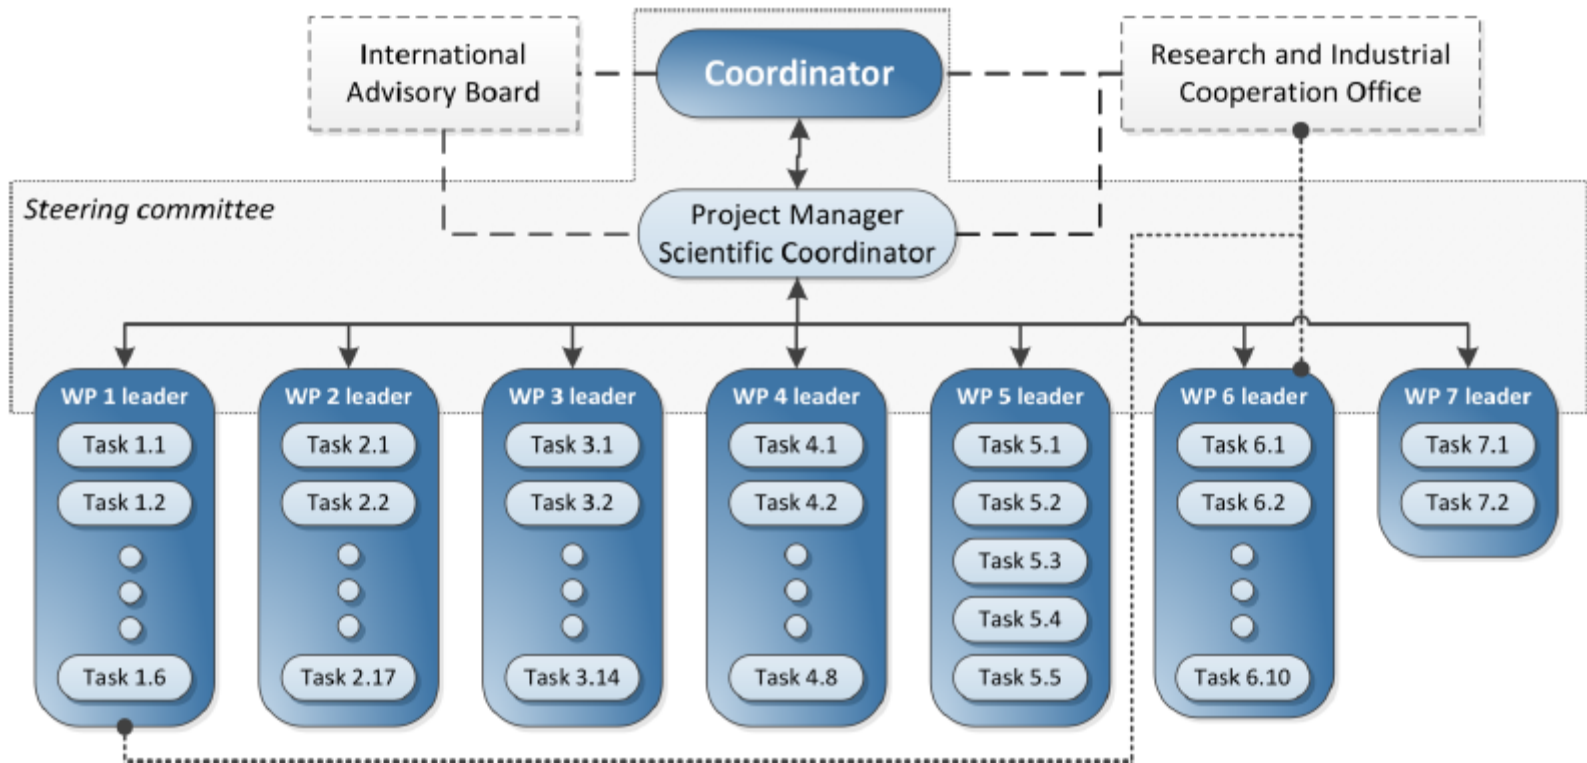 International
Advisory Board
Coordinator
Research and Industrial
Cooperation Office
Steering committee
Project Manager
Scientific Coordinator
WP 1 leader
Task 1.1
Task 1.2
Task 1.6
WP 2 leader
Task 2.1
Task 2.2
Task 2.17
WP 3 leader
Task 3.1
Task 3.2
Task 3.14
WP 4 leader
Task 4.1
Task 4.2
Task 4.8
WP 5 leader
Task 5.1
Task 5.2
Task 5.3
Task 5.4
Task 5.5
WP 6 leader
Task 6.1
Task 6.2
Task 6.10
WP 7 leader
Task 7.1
Task 7.2